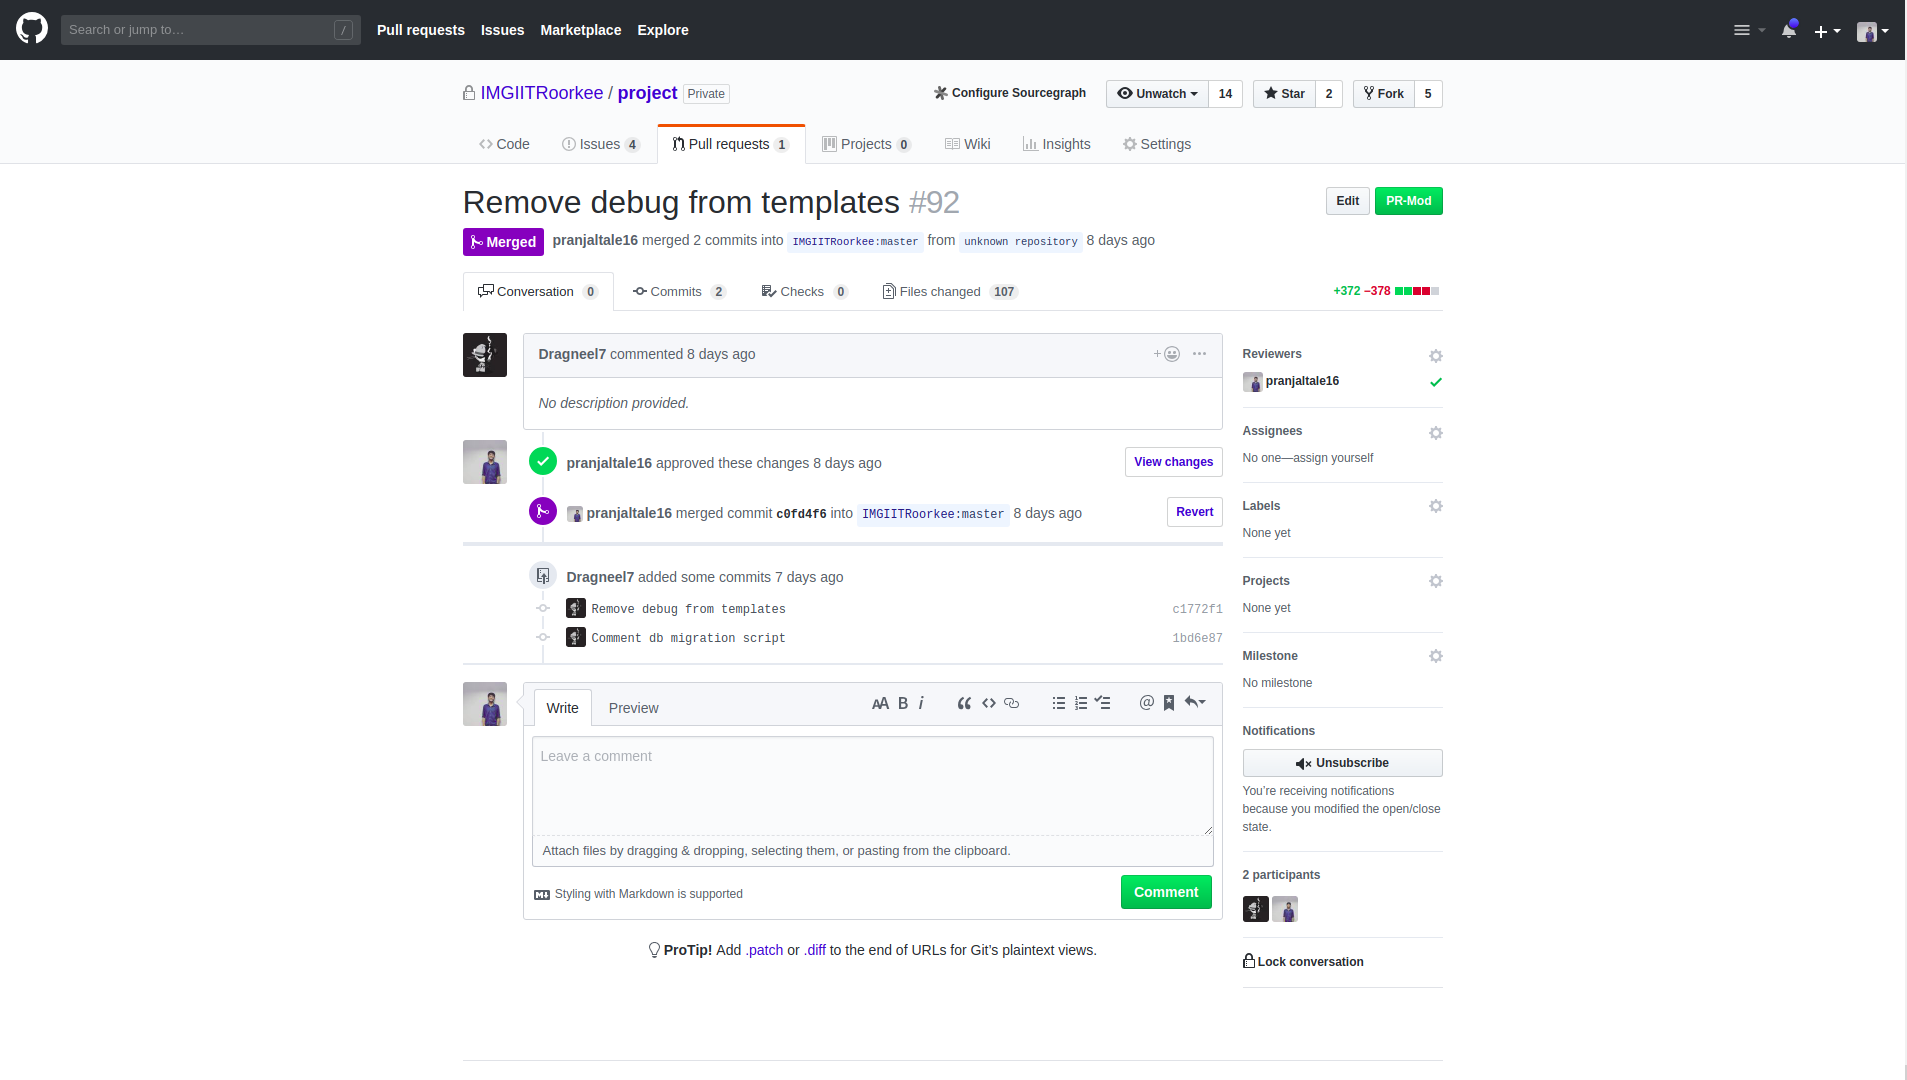 Search or jump to… / Pull requests Issues Marketplace Explore
IMGIITRoorkee / project Private Configure Sourcegraph Unwatch 14 Star 2 Fork 5
Code Issues 4 Pull requests 1 Projects 0 Wiki Insights Settings
Remove debug from templates #92 Edit PR-Mod
Merged pranjaltale16 merged 2 commits into IMGIITRoorkee:master from unknown repository 8 days ago
Conversation 0 Commits 2 Checks 0 Files changed 107 +372 −378
Dragneel7 commented 8 days ago
No description provided.
pranjaltale16 approved these changes 8 days ago View changes
pranjaltale16 merged commit c0fd4f6 into IMGIITRoorkee:master 8 days ago Revert
Dragneel7 added some commits 7 days ago
Remove debug from templates c1772f1
Comment db migration script 1bd6e87
Write Preview AA B i @
Leave a comment
Attach files by dragging & dropping, selecting them, or pasting from the clipboard.
Styling with Markdown is supported Comment
ProTip! Add .patch or .diff to the end of URLs for Git’s plaintext views.
Reviewers
pranjaltale16
Assignees
No one—assign yourself
Labels
None yet
Projects
None yet
Milestone
No milestone
Notifications
Unsubscribe
You’re receiving notifications
because you modified the open/close
state.
2 participants
Lock conversation